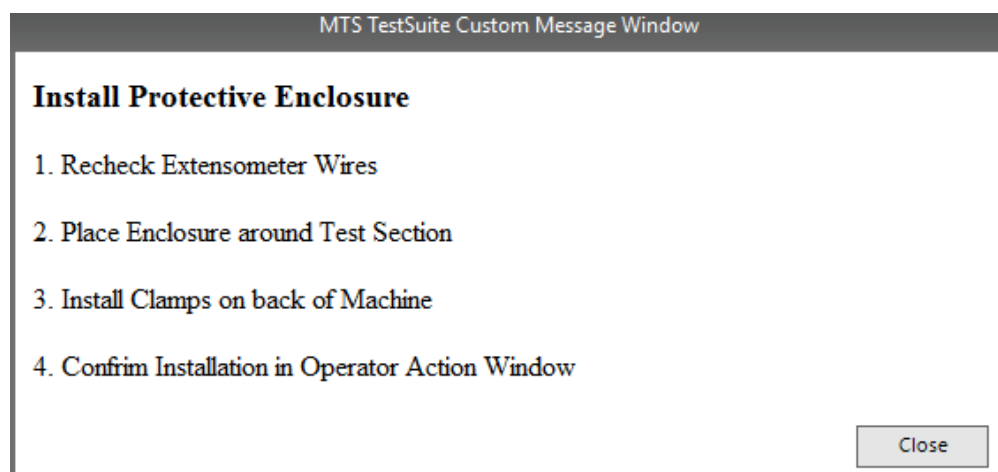 MTS TestSuite Custom Message Window
Install Protective Enclosure
1. Recheck Extensometer Wires
2. Place Enclosure around Test Section
3. Install Clamps on back of Machine
4. Confrim Installation in Operator Action Window
Close